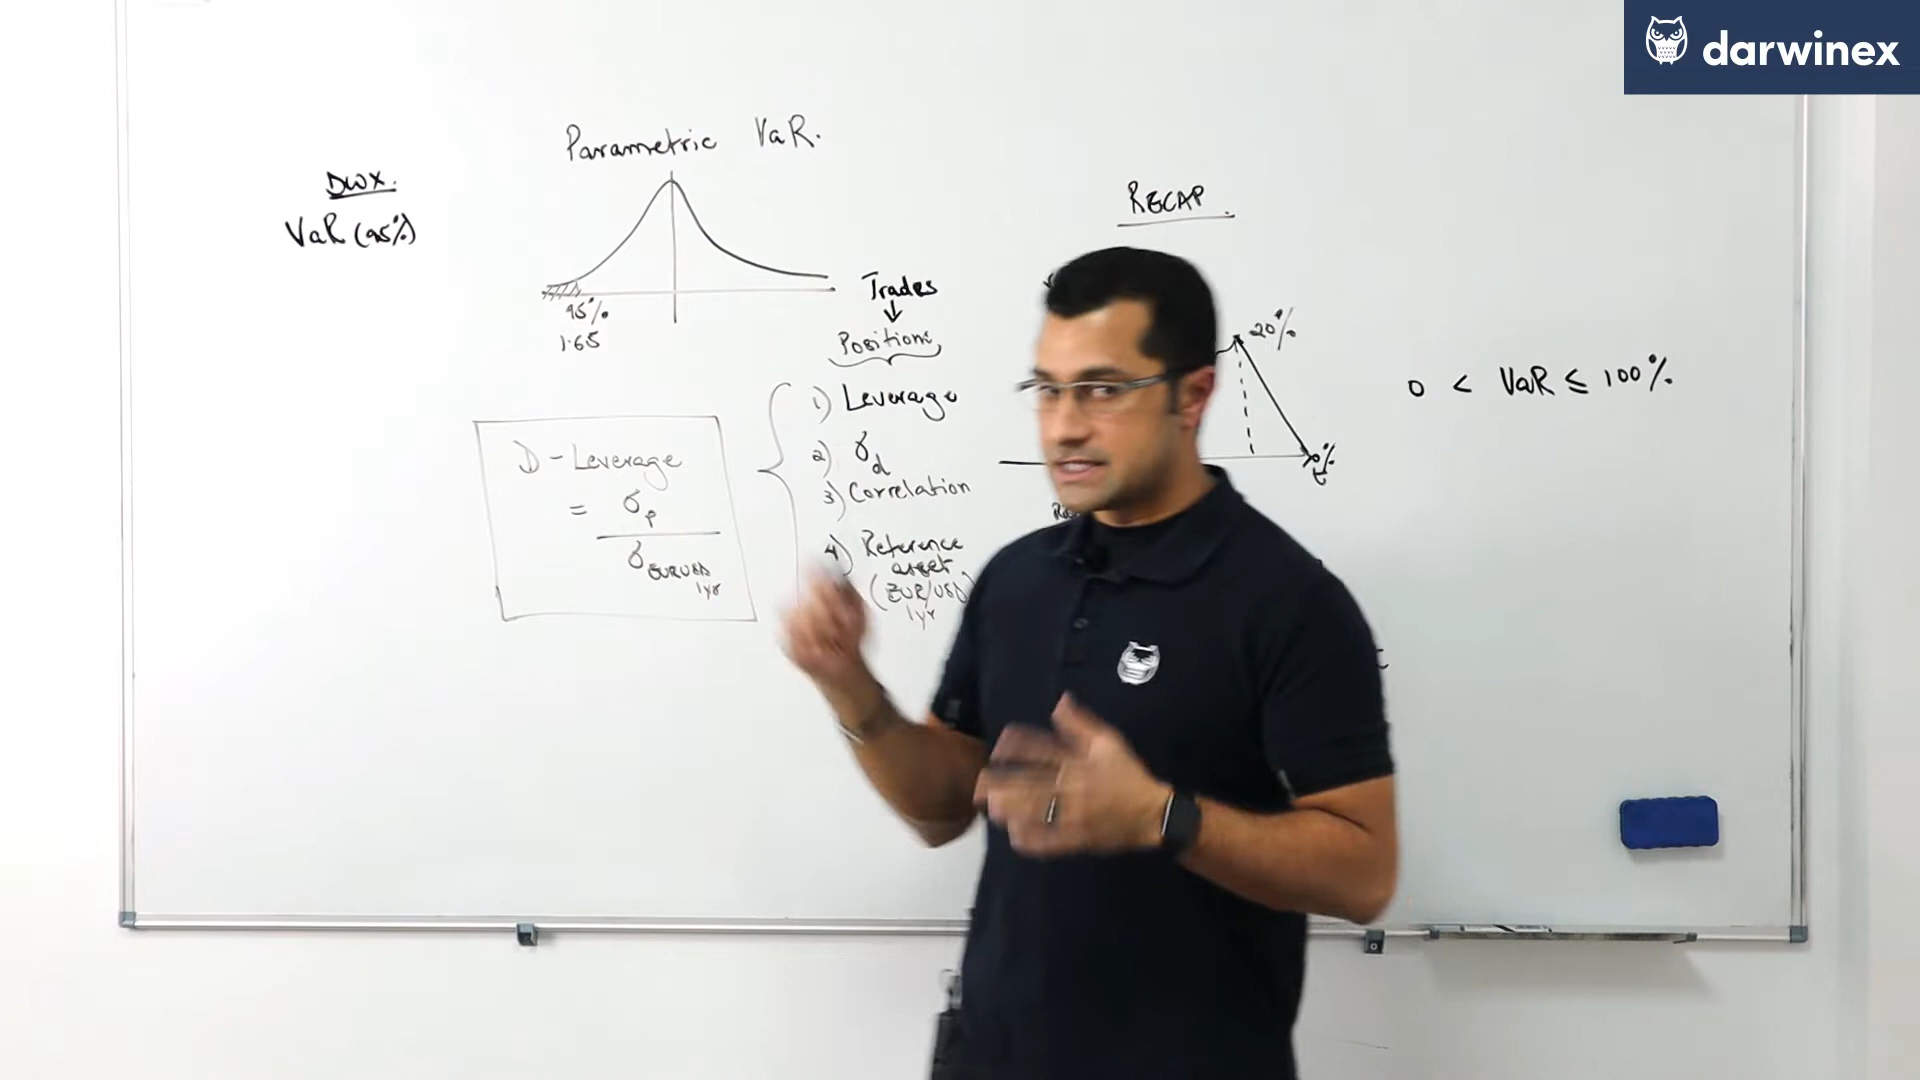 darwinex
Parametric VaR.
DWX.
VaR (95%)
95%
1.65
Trades
↓
Positions
1) Leverage
2) σd
3) Correlation
4) Reference
asset
(EUR/USD)
1yr
D - Leverage
= σp
σEURUSD
1yr
RECAP.
20%
0 < VaR ≤ 100%